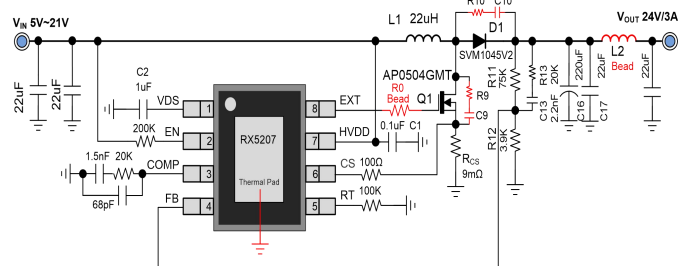 R10 C10
L1 22uH
D1
VIN 5V~21V
VOUT 24V/3A
SVM1045V2
L2
Bead
22uF
22uF
C2
1uF
VDS
1
8
EXT
AP0504GMT
R0
Bead
Q1
R9
C9
R11
75K
R13
20K
C13
2.2nF
220uF
C16
22uF
C17
22uF
200K
EN
2
RX5207
7
HVDD
0.1uF C1
R12
3.9K
1.5nF 20K
COMP
3
6
CS 100Ω
RCS
9mΩ
Thermal Pad
68pF
FB
4
5
RT 100K